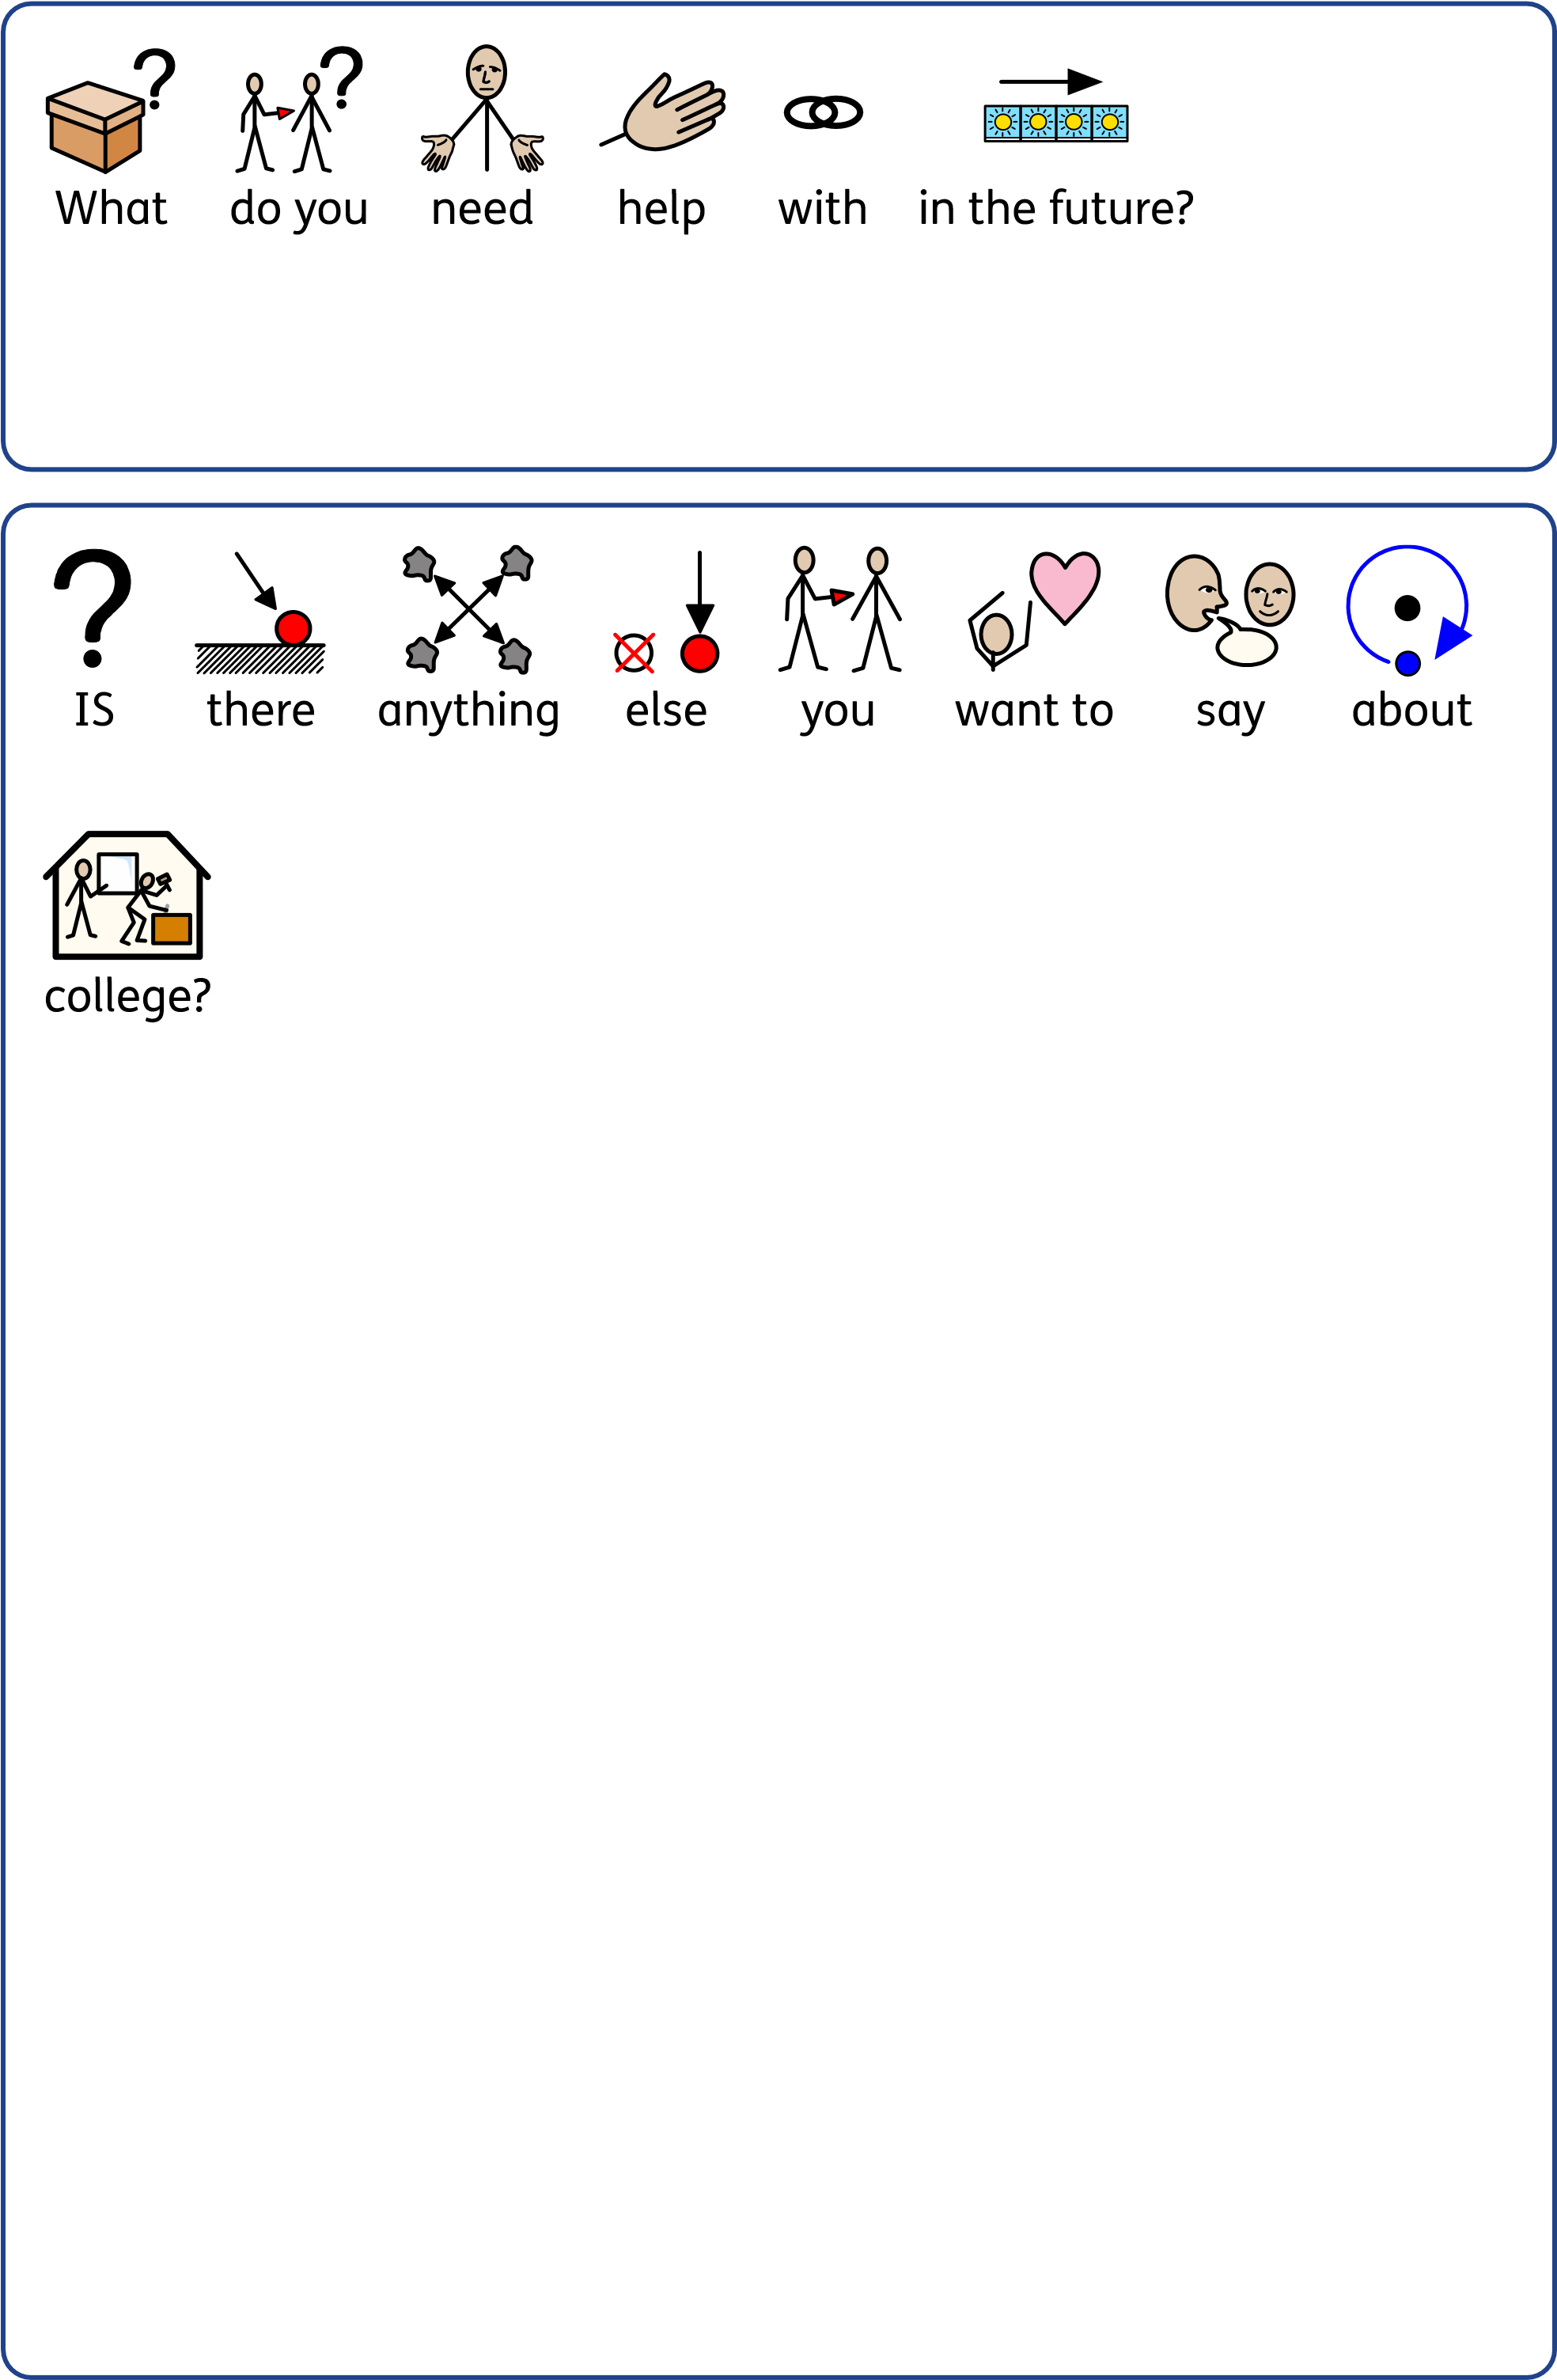 What do you need help with in the future?
IS there anything else you want to say about
college?